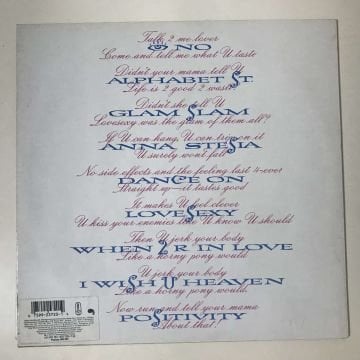 Talk 2 me lover
👁 NO
Come and tell me what U taste
Didn't your mama tell U
ALPHABET ST.
Life is 2 good 2 waste
Didn't she tell U
GLAM SLAM
Lovesexy was the glam of them all?
If U can hang, U can trip on it
ANNA STESIA
U surely won't fall
No side effects and the feeling last 4-ever
DANCE ON
Straight up—it tastes good
It makes U feel clever
LOVESEXY
U kiss your enemies like U know U should
Then U jerk your body
WHEN 2 R IN LOVE
Like a horny pony would
U jerk your body
I WISH U HEAVEN
Like a horny pony would
Now run and tell your mama
POSITIVITY
About that!